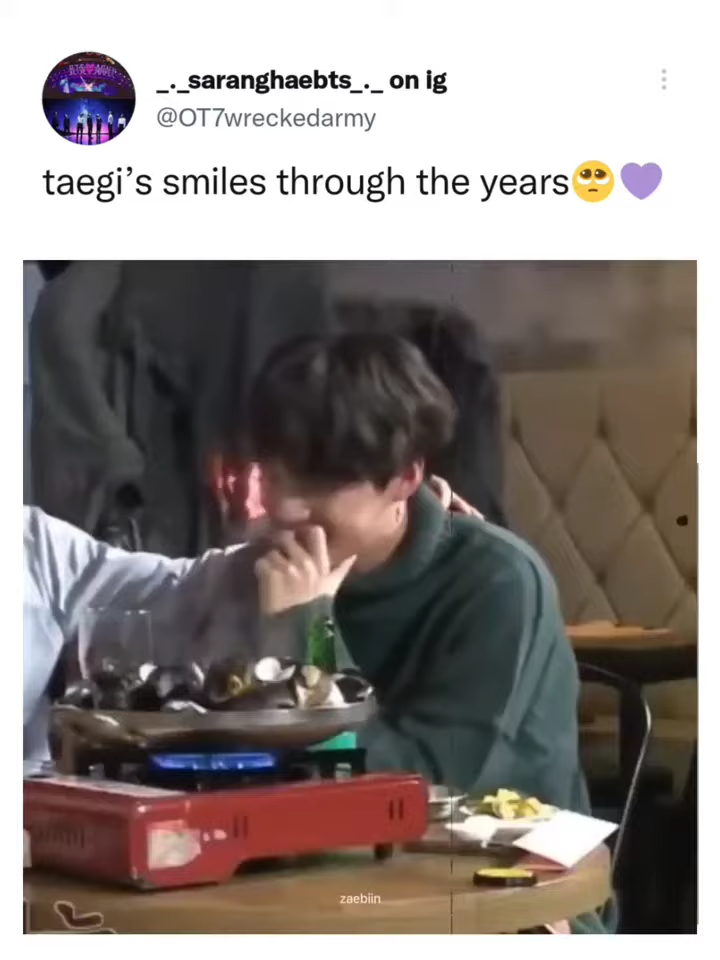 _._saranghaebts_._ on ig
@OT7wreckedarmy
taegi’s smiles through the years🥺💜
zaebiin